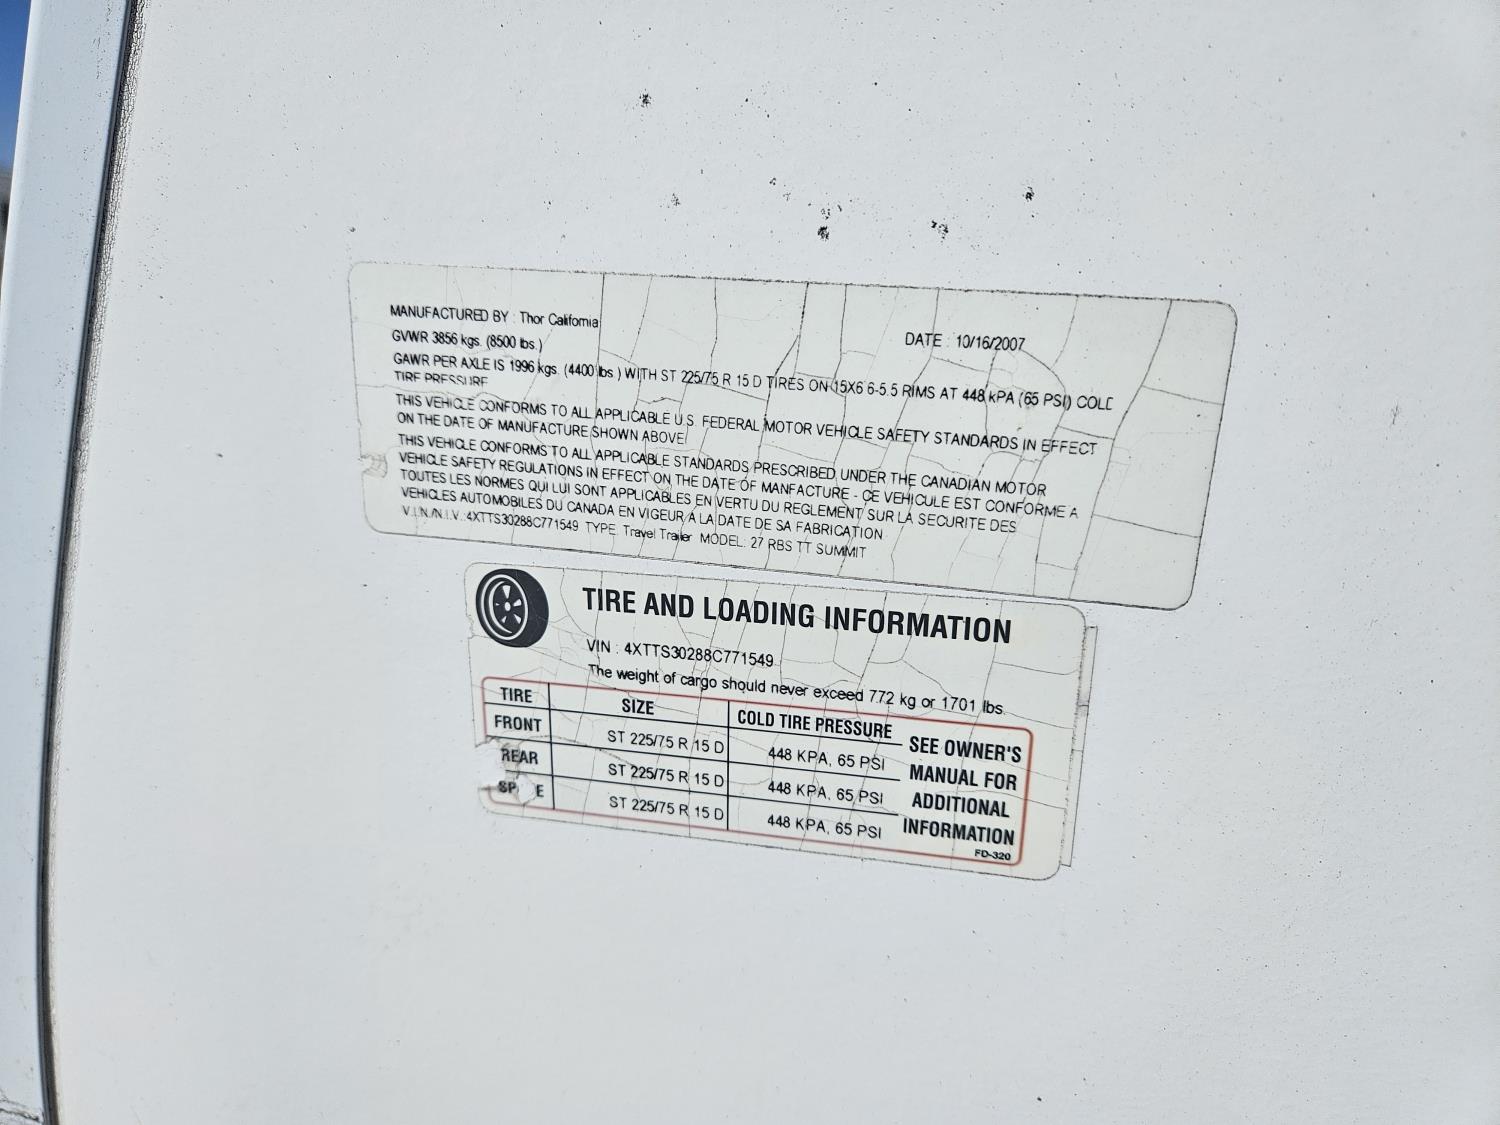 MANUFACTURED BY : Thor California
DATE : 10/16/2007
GVWR 3856 kgs. (8500 lbs.)
GAWR PER AXLE IS 1996 kgs. (4400 lbs ) WITH ST 225/75 R 15 D TIRES ON 15X6 6-5.5 RIMS AT 448 kPA (65 PSI) COLD
TIRE PRESSURE
THIS VEHICLE CONFORMS TO ALL APPLICABLE U.S. FEDERAL MOTOR VEHICLE SAFETY STANDARDS IN EFFECT
ON THE DATE OF MANUFACTURE SHOWN ABOVE
THIS VEHICLE CONFORMS TO ALL APPLICABLE STANDARDS PRESCRIBED UNDER THE CANADIAN MOTOR
VEHICLE SAFETY REGULATIONS IN EFFECT ON THE DATE OF MANFACTURE - CE VEHICULE EST CONFORME A
TOUTES LES NORMES QUI LUI SONT APPLICABLES EN VERTU DU REGLEMENT SUR LA SECURITE DES
VEHICLES AUTOMOBILES DU CANADA EN VIGEUR A LA DATE DE SA FABRICATION
V.I.N./N.I.V.:4XTTS30288C771549 TYPE: Travel Trailer MODEL: 27 RBS TT SUMMIT
TIRE AND LOADING INFORMATION
VIN : 4XTTS30288C771549
The weight of cargo should never exceed 772 kg or 1701 lbs.
TIRE SIZE COLD TIRE PRESSURE
FRONT ST 225/75 R 15 D 448 KPA, 65 PSI
REAR ST 225/75 R 15 D 448 KPA, 65 PSI
SP E ST 225/75 R 15 D 448 KPA, 65 PSI
SEE OWNER'S
MANUAL FOR
ADDITIONAL
INFORMATION
FD-320